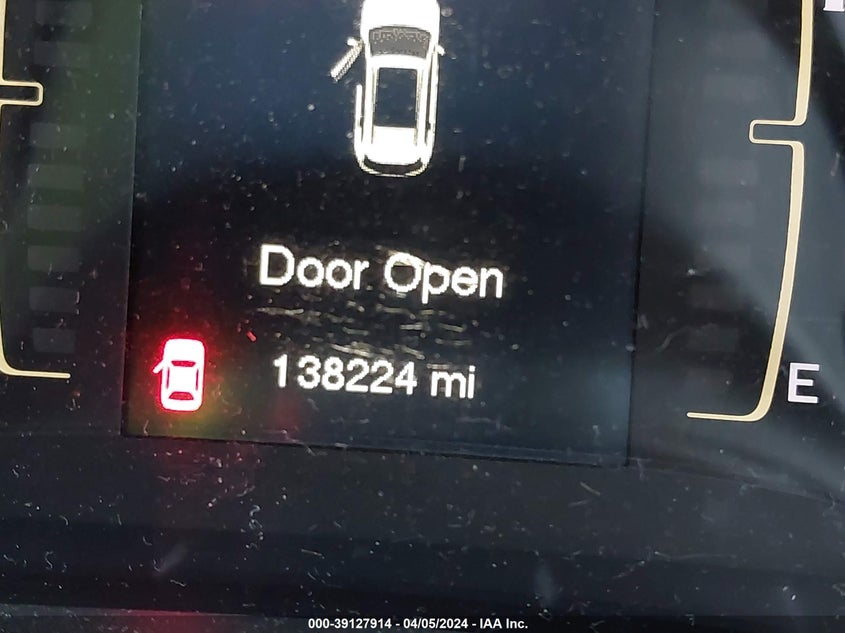 Door Open
138224 mi
E
000-39127914 - 04/05/2024 - IAA Inc.